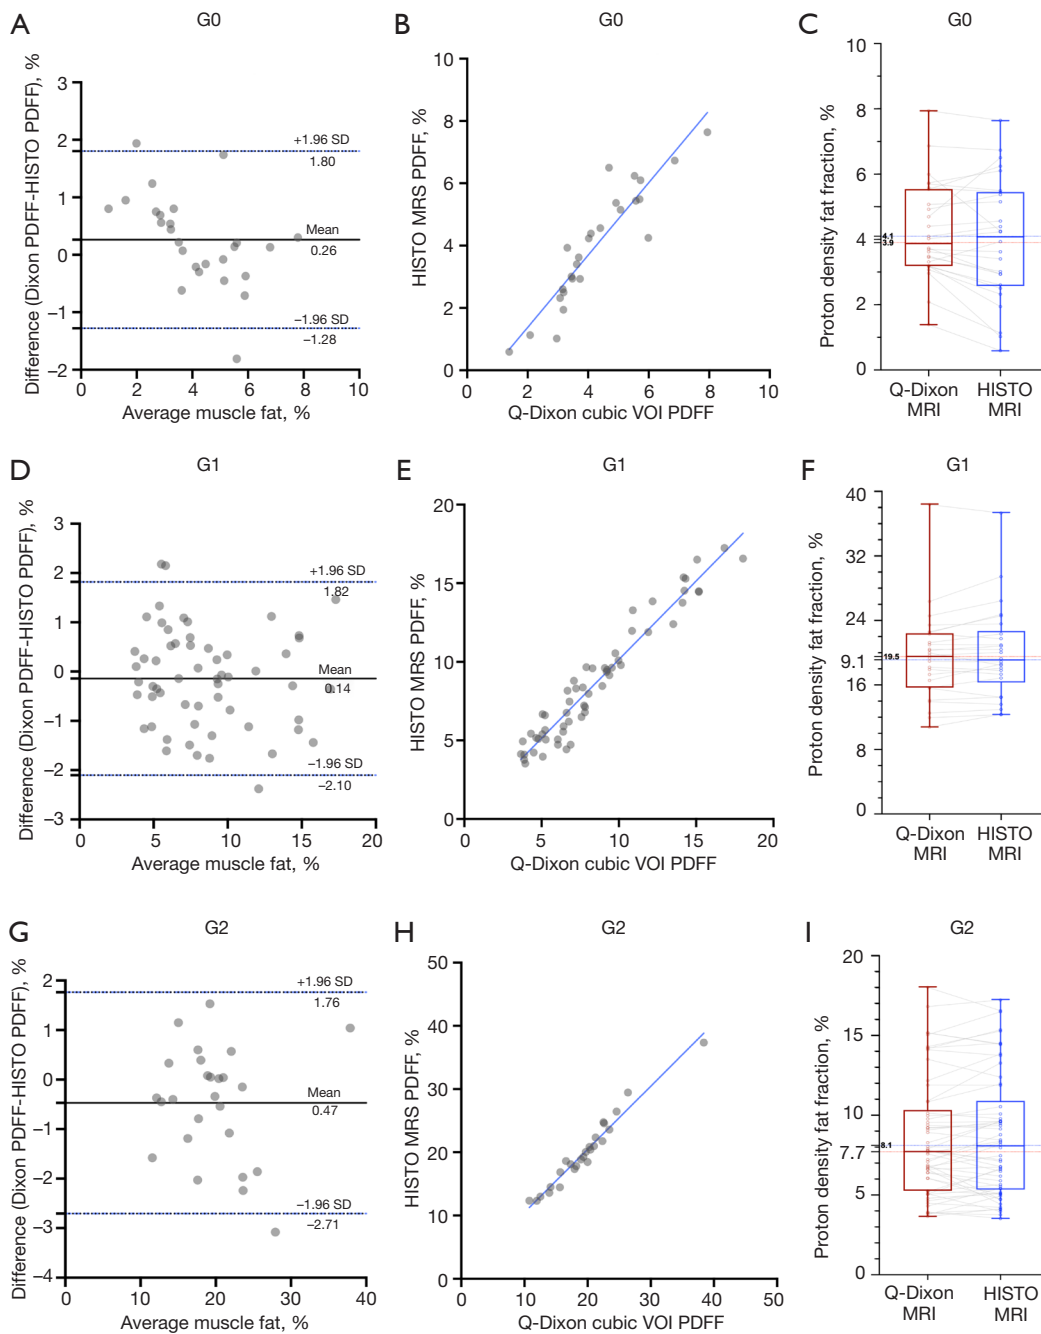 A
G0
Difference (Dixon PDFF-HISTO PDFF), %
3
2
1
0
−1
−2
+1.96 SD
1.80
Mean
0.26
−1.96 SD
−1.28
0
2
4
6
8
10
Average muscle fat, %
B
G0
HISTO MRS PDFF, %
10
8
6
4
2
0
0
2
4
6
8
10
Q-Dixon cubic VOI PDFF
C
G0
Proton density fat fraction, %
10
8
6
4
2
0
4.1
3.9
Q-Dixon
MRI
HISTO
MRI
D
G1
Difference (Dixon PDFF-HISTO PDFF), %
3
2
1
0
−1
−2
−3
+1.96 SD
1.82
Mean
0.14
−1.96 SD
−2.10
0
5
10
15
20
Average muscle fat, %
E
G1
HISTO MRS PDFF, %
20
15
10
5
0
0
5
10
15
20
Q-Dixon cubic VOI PDFF
F
G1
Proton density fat fraction, %
40
32
24
16
8
0
19.5
9.1
Q-Dixon
MRI
HISTO
MRI
G
G2
Difference (Dixon PDFF-HISTO PDFF), %
2
1
0
−1
−2
−3
−4
+1.96 SD
1.76
Mean
0.47
−1.96 SD
−2.71
0
10
20
30
40
Average muscle fat, %
H
G2
HISTO MRS PDFF, %
50
40
30
20
10
0
0
10
20
30
40
50
Q-Dixon cubic VOI PDFF
I
G2
Proton density fat fraction, %
20
15
10
5
0
8.1
7.7
Q-Dixon
MRI
HISTO
MRI